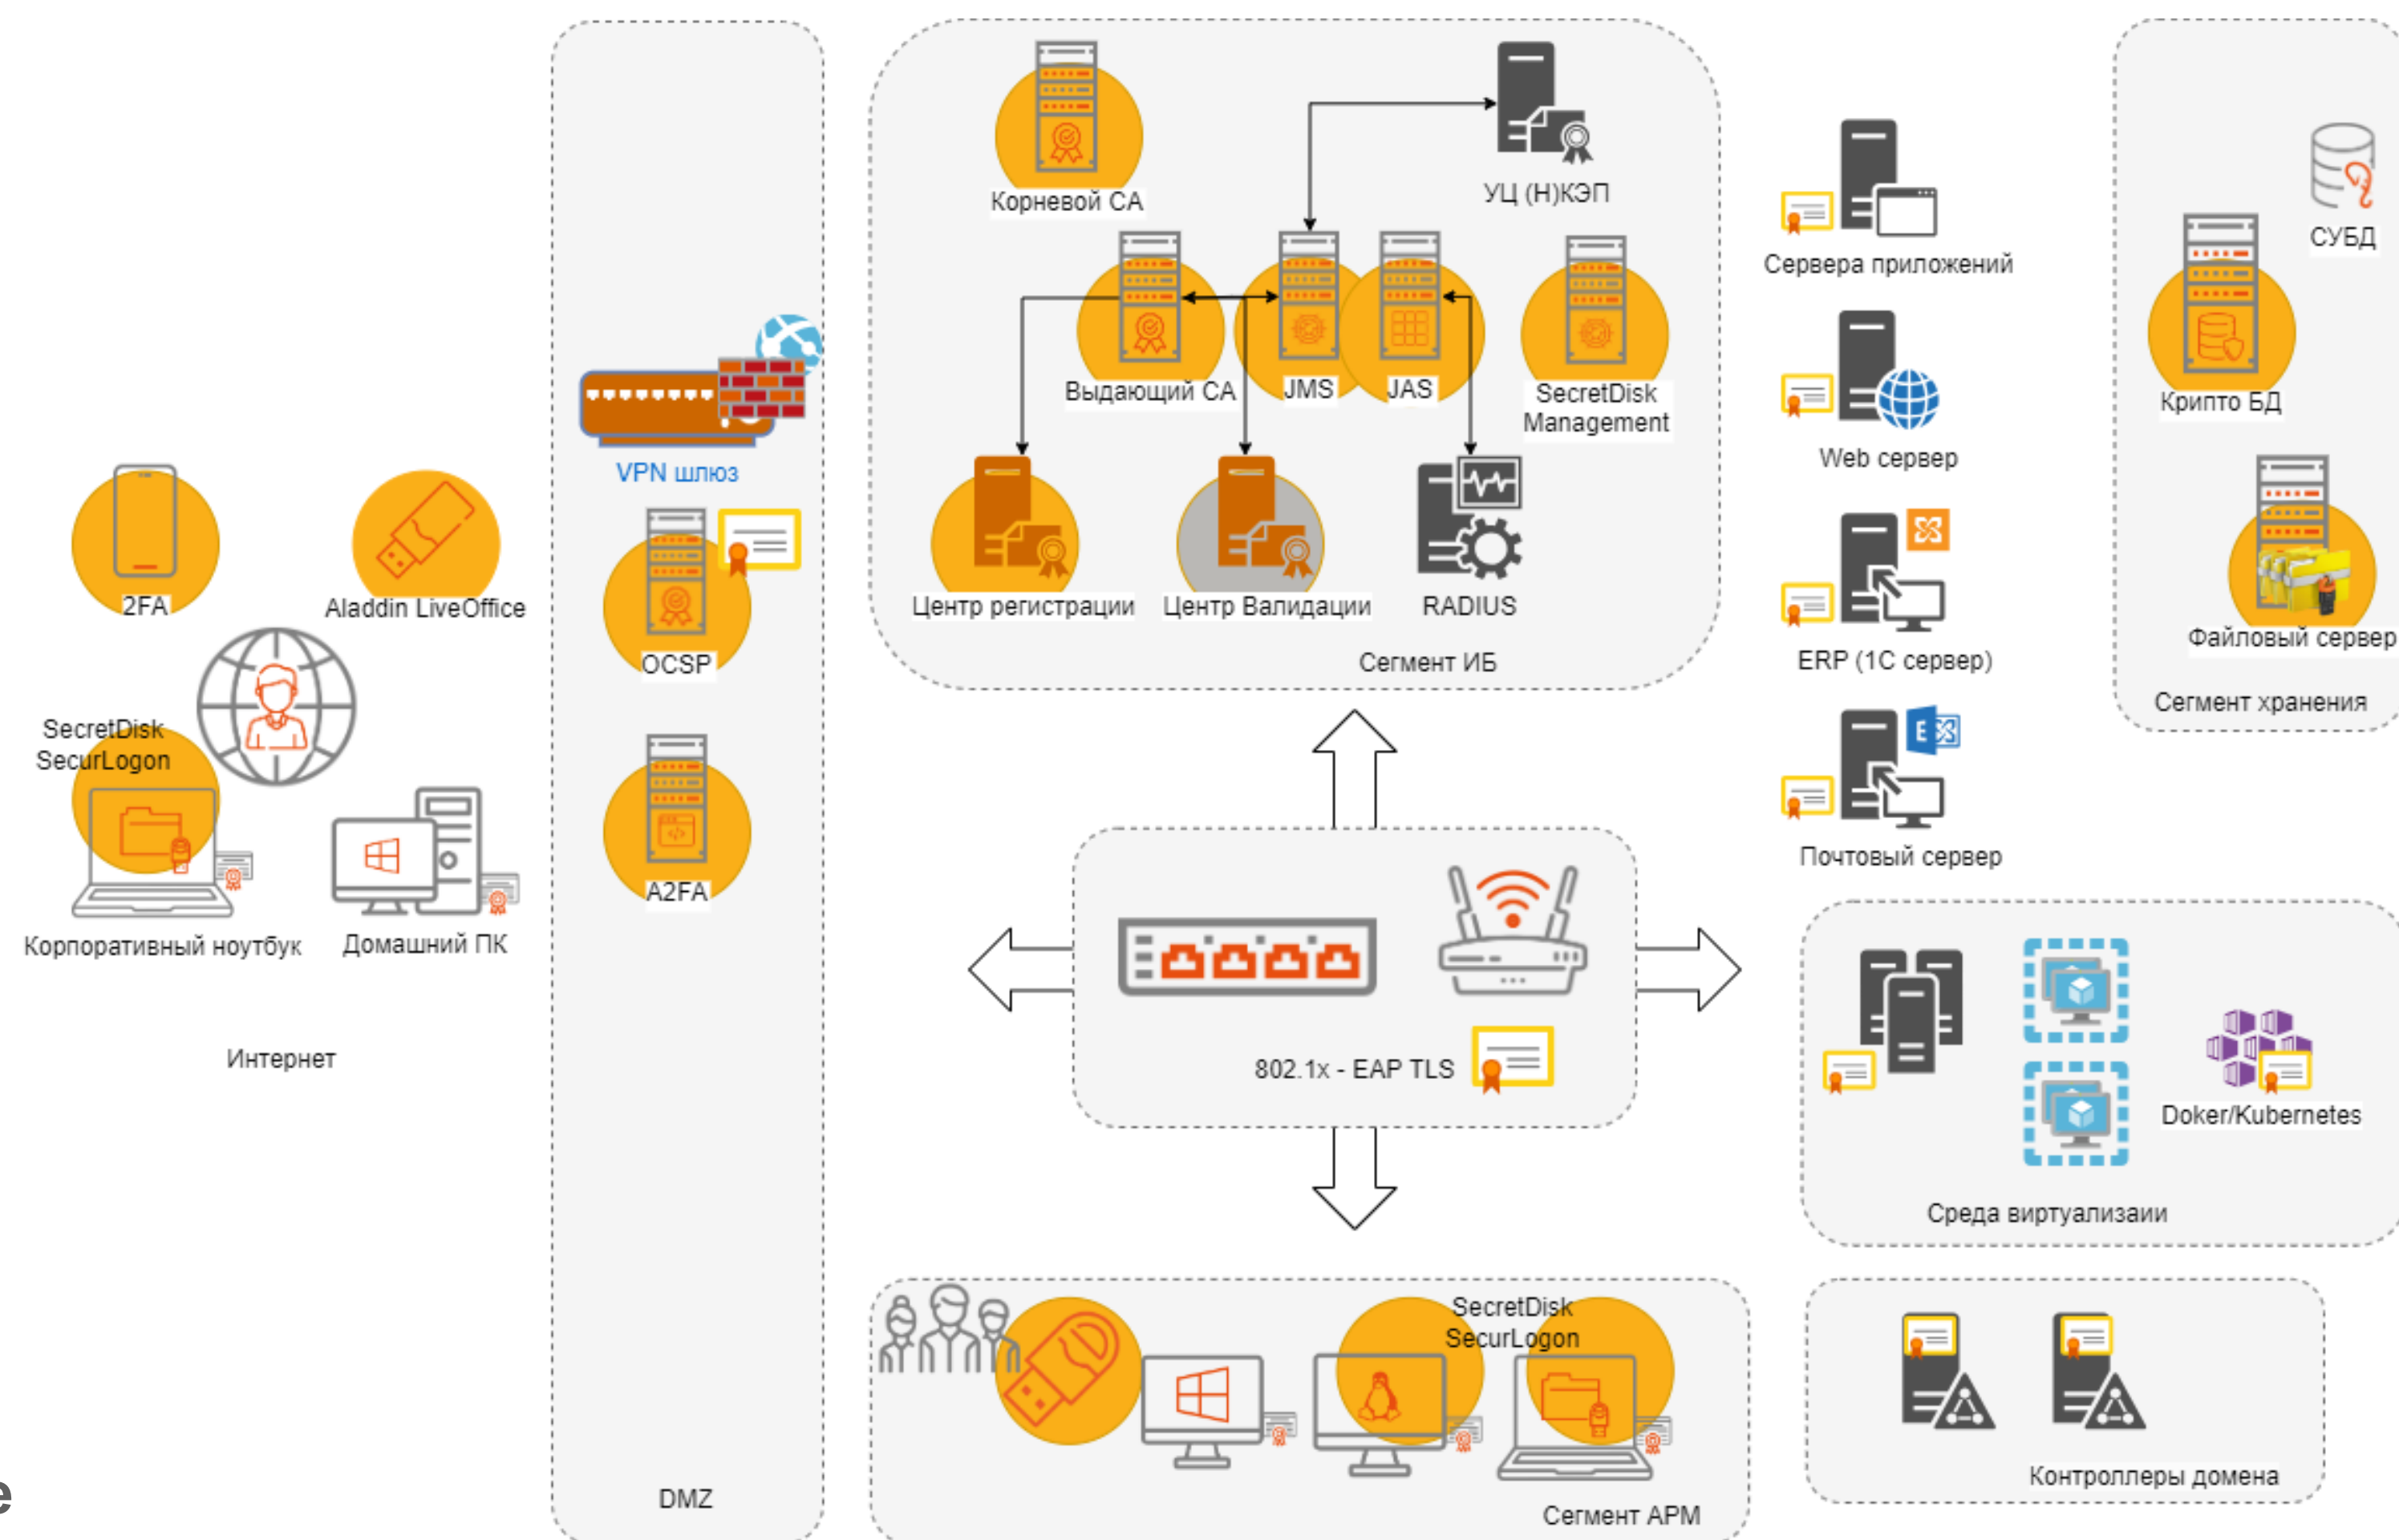 Корневой CA
УЦ (Н)КЭП
Выдающий CA
JMS
JAS
SecretDisk
Management
Центр регистрации
Центр Валидации
RADIUS
Сегмент ИБ
Сервера приложений
Web сервер
ERP (1C сервер)
Почтовый сервер
СУБД
Крипто БД
Файловый сервер
Сегмент хранения
VPN шлюз
OCSP
A2FA
DMZ
2FA
Aladdin LiveOffice
SecretDisk
SecurLogon
Корпоративный ноутбук
Домашний ПК
Интернет
802.1x - EAP TLS
E
Doker/Kubernetes
Среда виртуализаии
SecretDisk
SecurLogon
Сегмент АРМ
Контроллеры домена
e